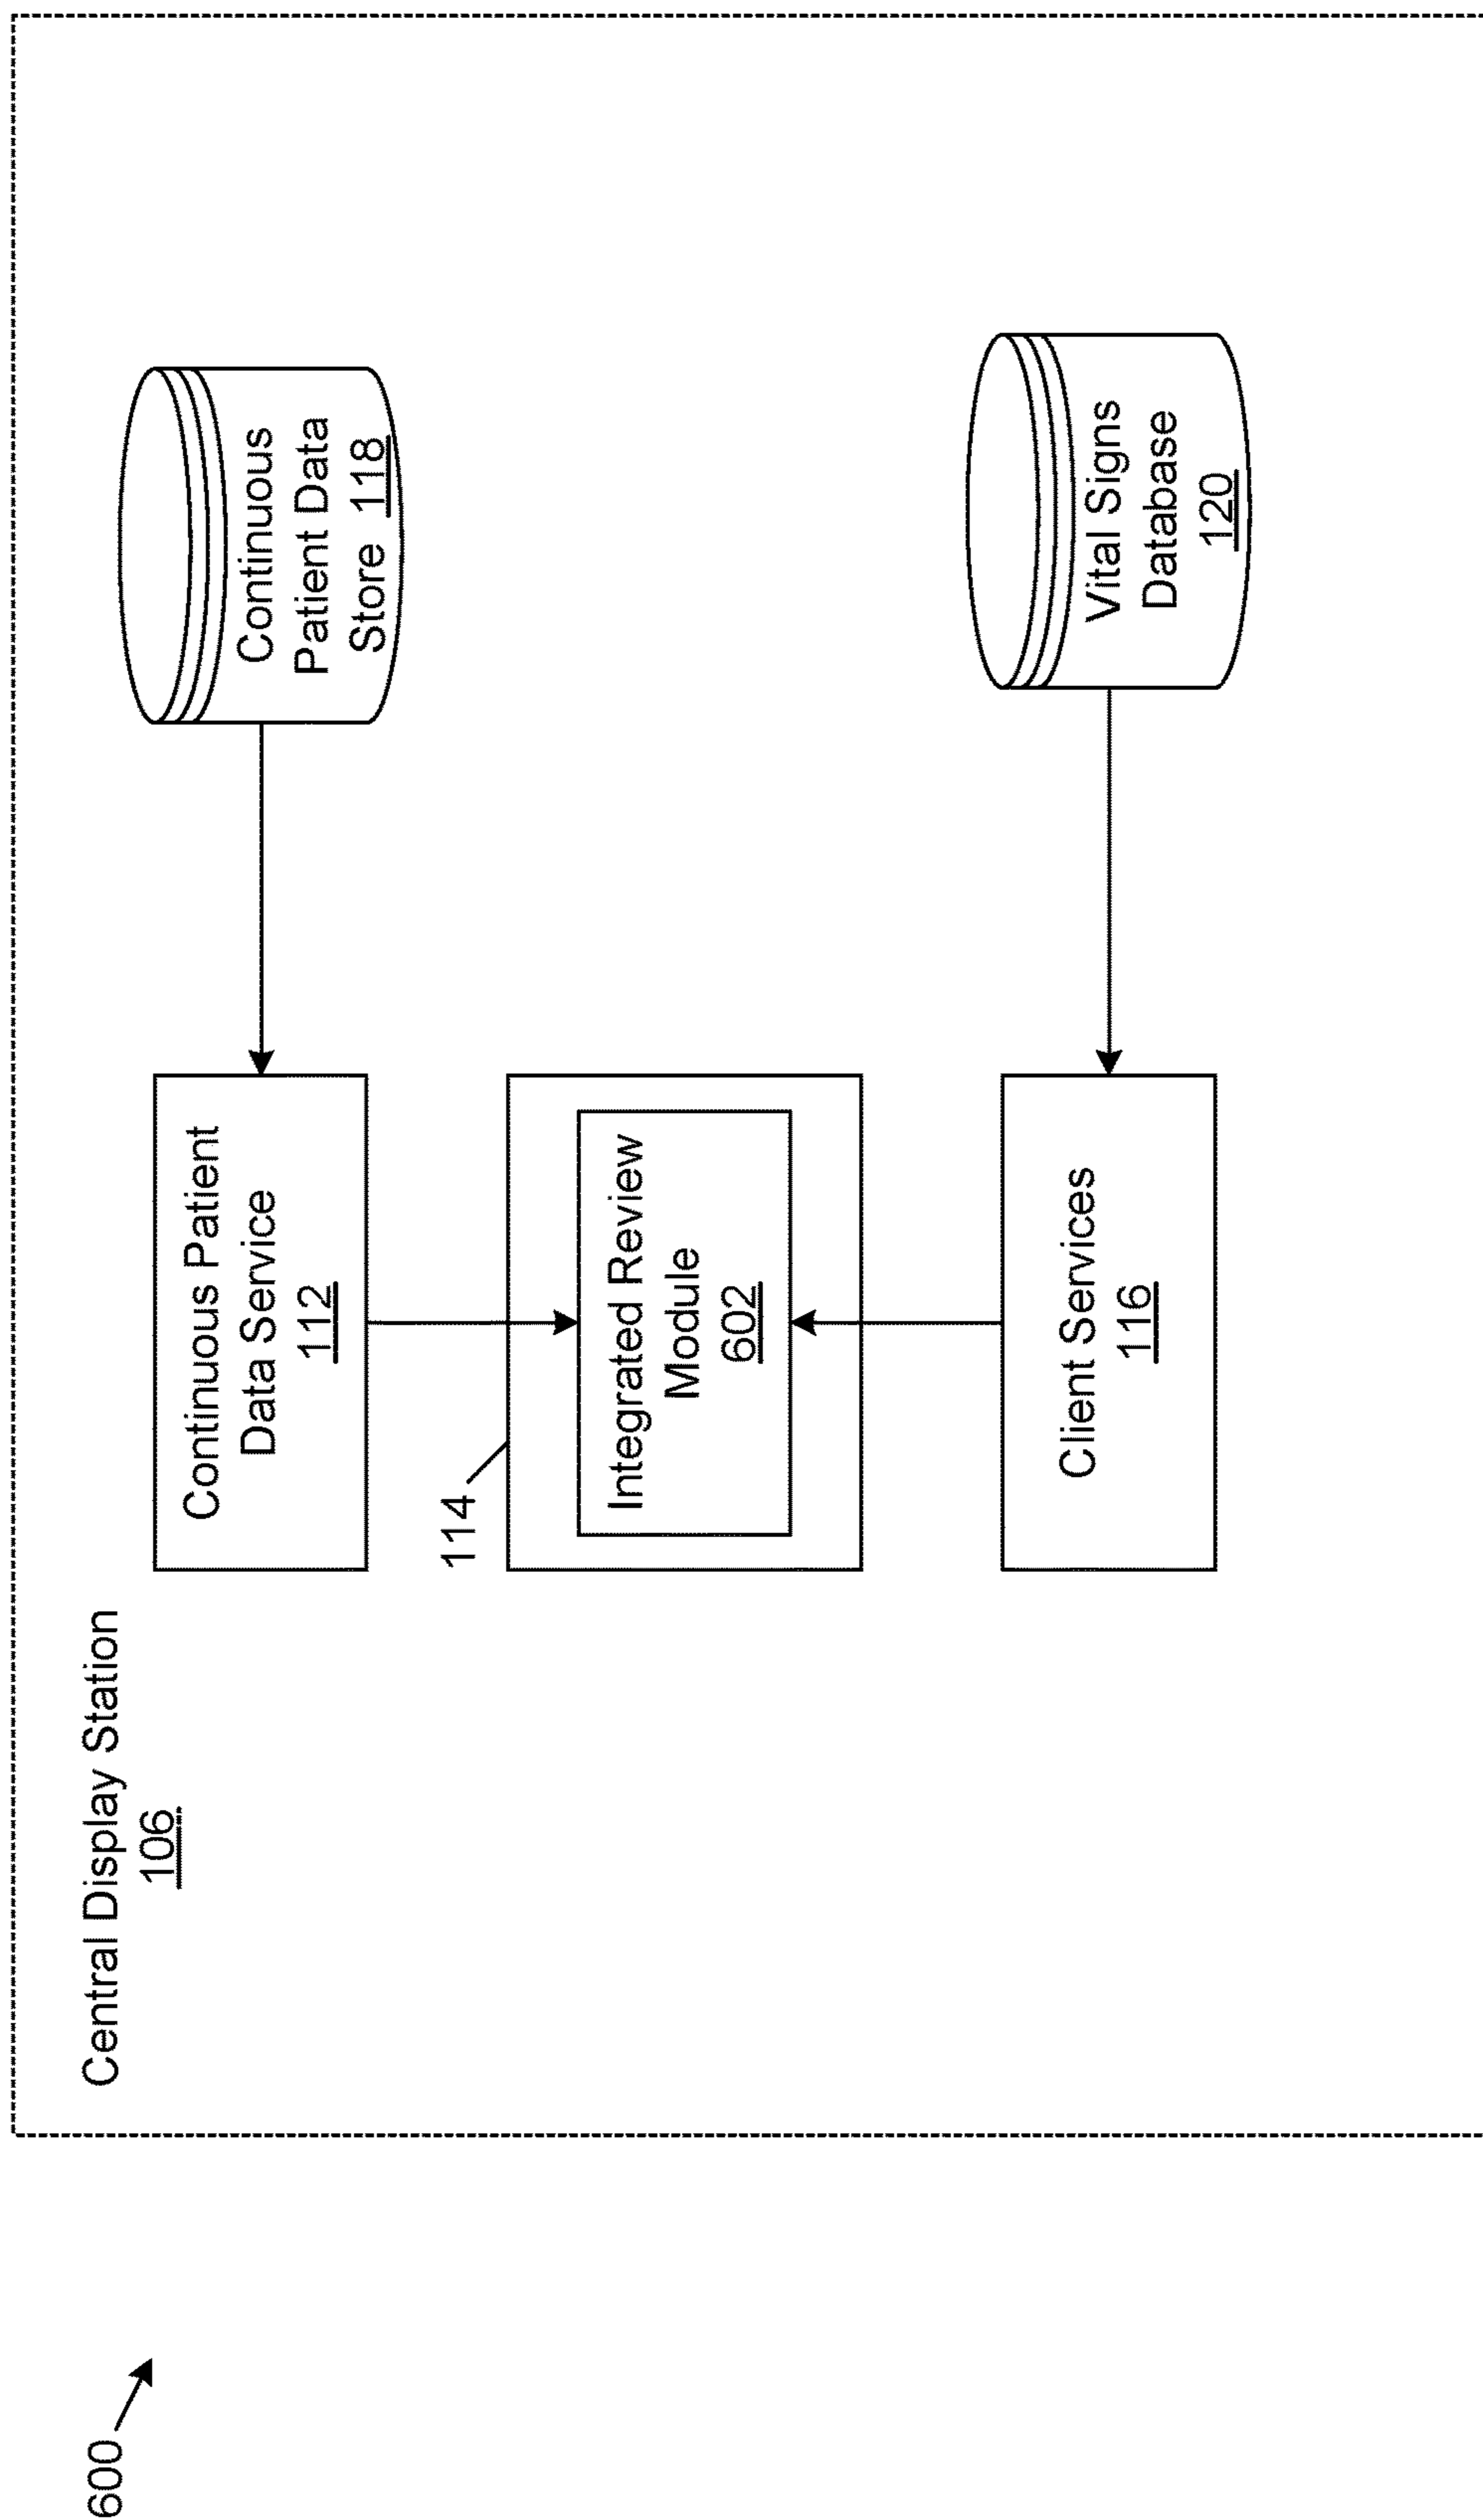 600
Central Display Station
106
Continuous Patient
Data Service
112
Continuous
Patient Data
Store 118
114
Integrated Review
Module
602
Client Services
116
Vital Signs
Database
120